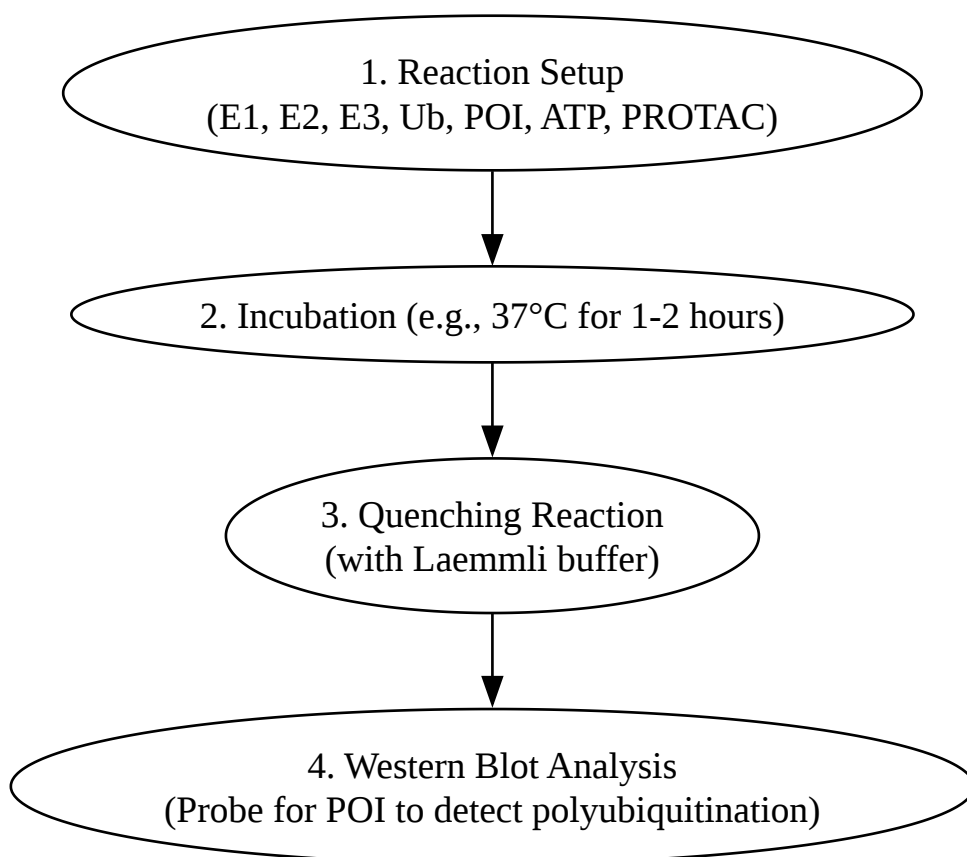 1. Reaction Setup
(E1, E2, E3, Ub, POI, ATP, PROTAC)
2. Incubation (e.g., 37°C for 1-2 hours)
3. Quenching Reaction
(with Laemmli buffer)
4. Western Blot Analysis
(Probe for POI to detect polyubiquitination)